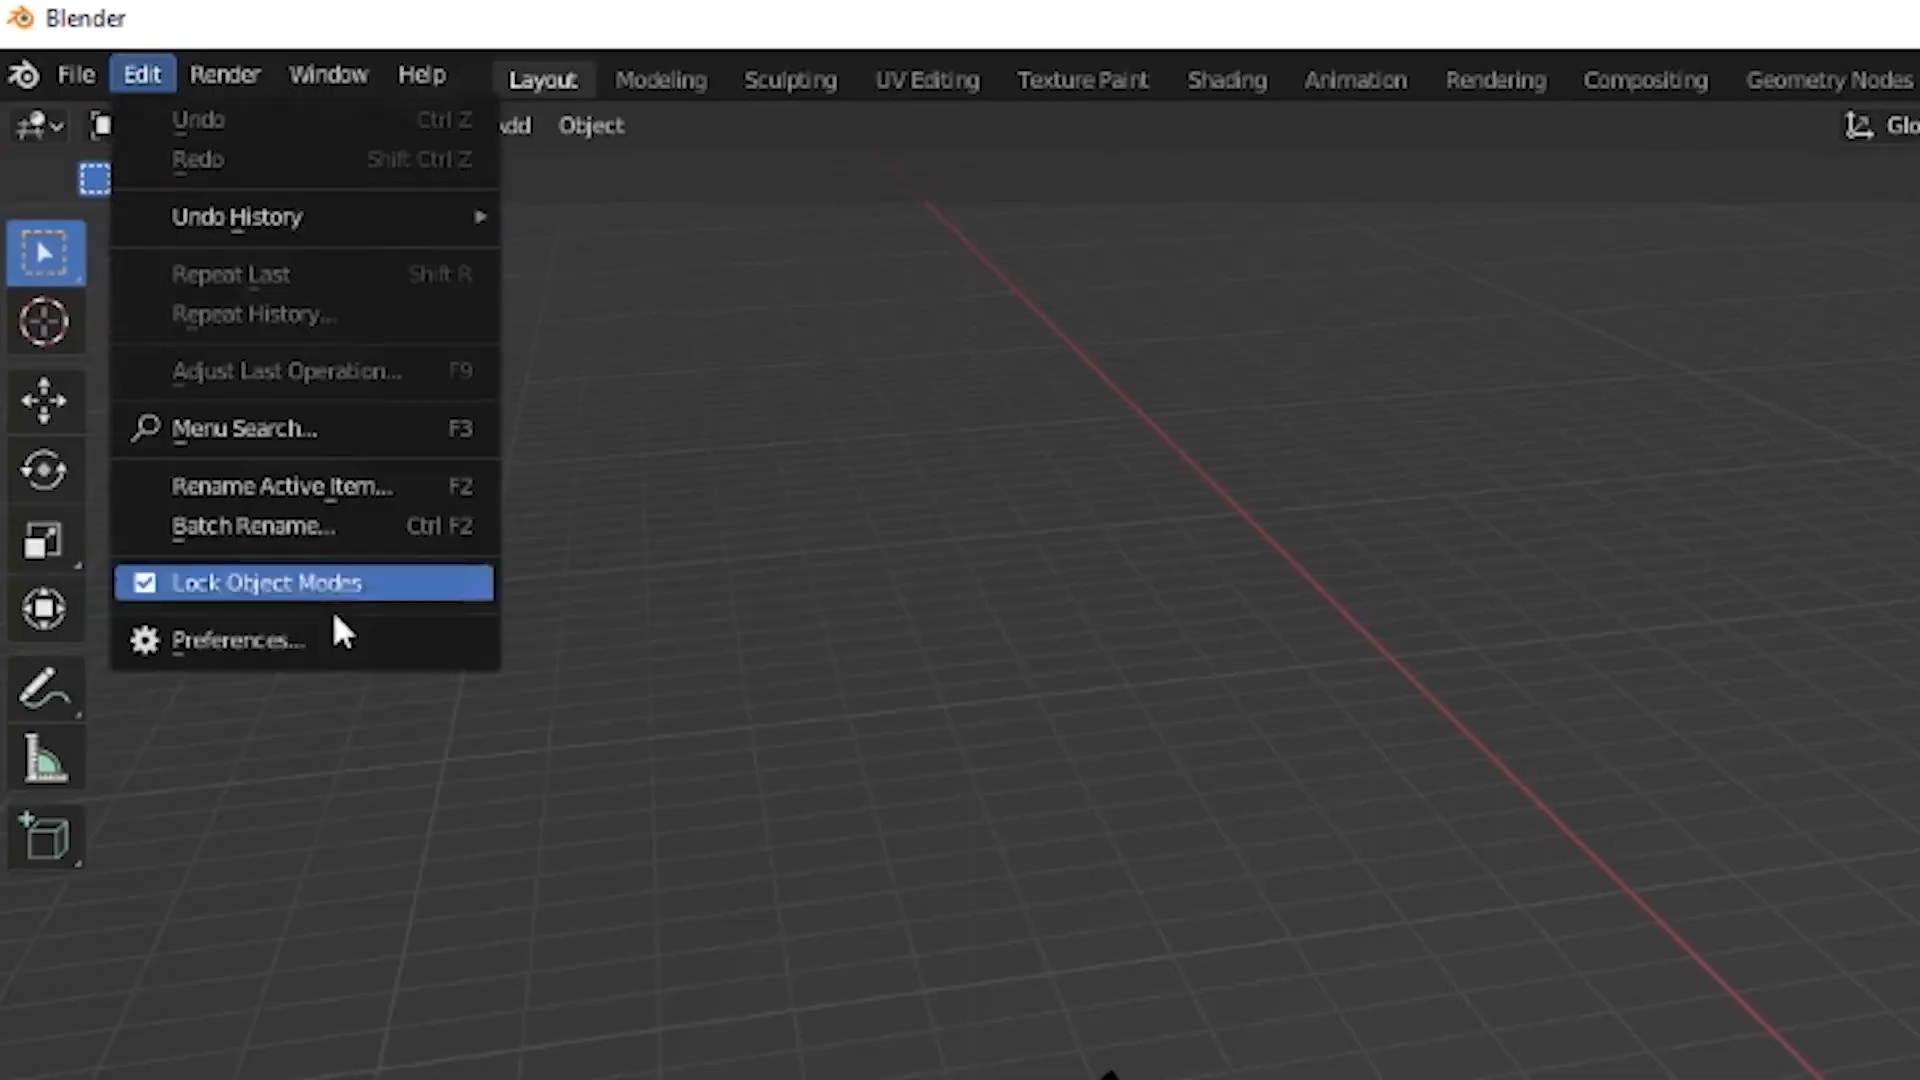 Blender
File Edit Render Window Help Layout Modeling Sculpting UV Editing Texture Paint Shading Animation Rendering Compositing Geometry Nodes
Undo Ctrl Z
Redo Shift Ctrl Z
Undo History
Repeat Last Shift R
Repeat History...
Adjust Last Operation... F9
Menu Search... F3
Rename Active Item... F2
Batch Rename... Ctrl F2
Lock Object Modes
Preferences...
dd Object
Glo